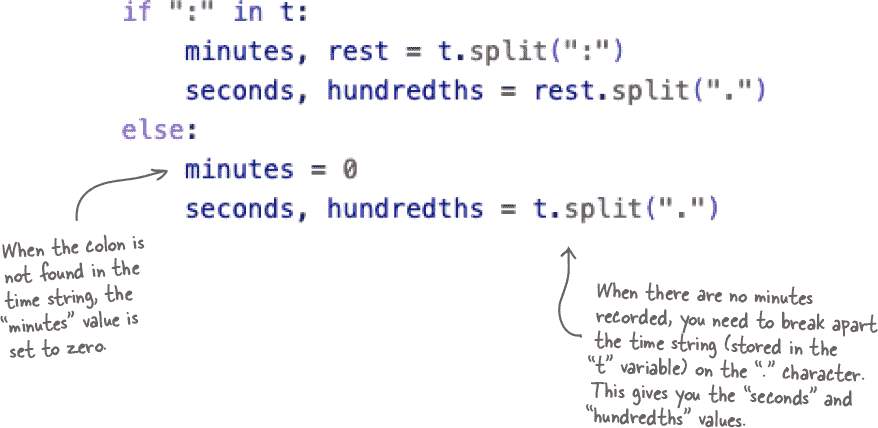 if ":" in t:
    minutes, rest = t.split(":")
    seconds, hundredths = rest.split(".")
else:
    minutes = 0
    seconds, hundredths = t.split(".")
When the colon is
not found in the
time string, the
“minutes” value is
set to zero.
When there are no minutes
recorded, you need to break apart
the time string (stored in the
“t” variable) on the “.” character.
This gives you the “seconds” and
“hundredths” values.